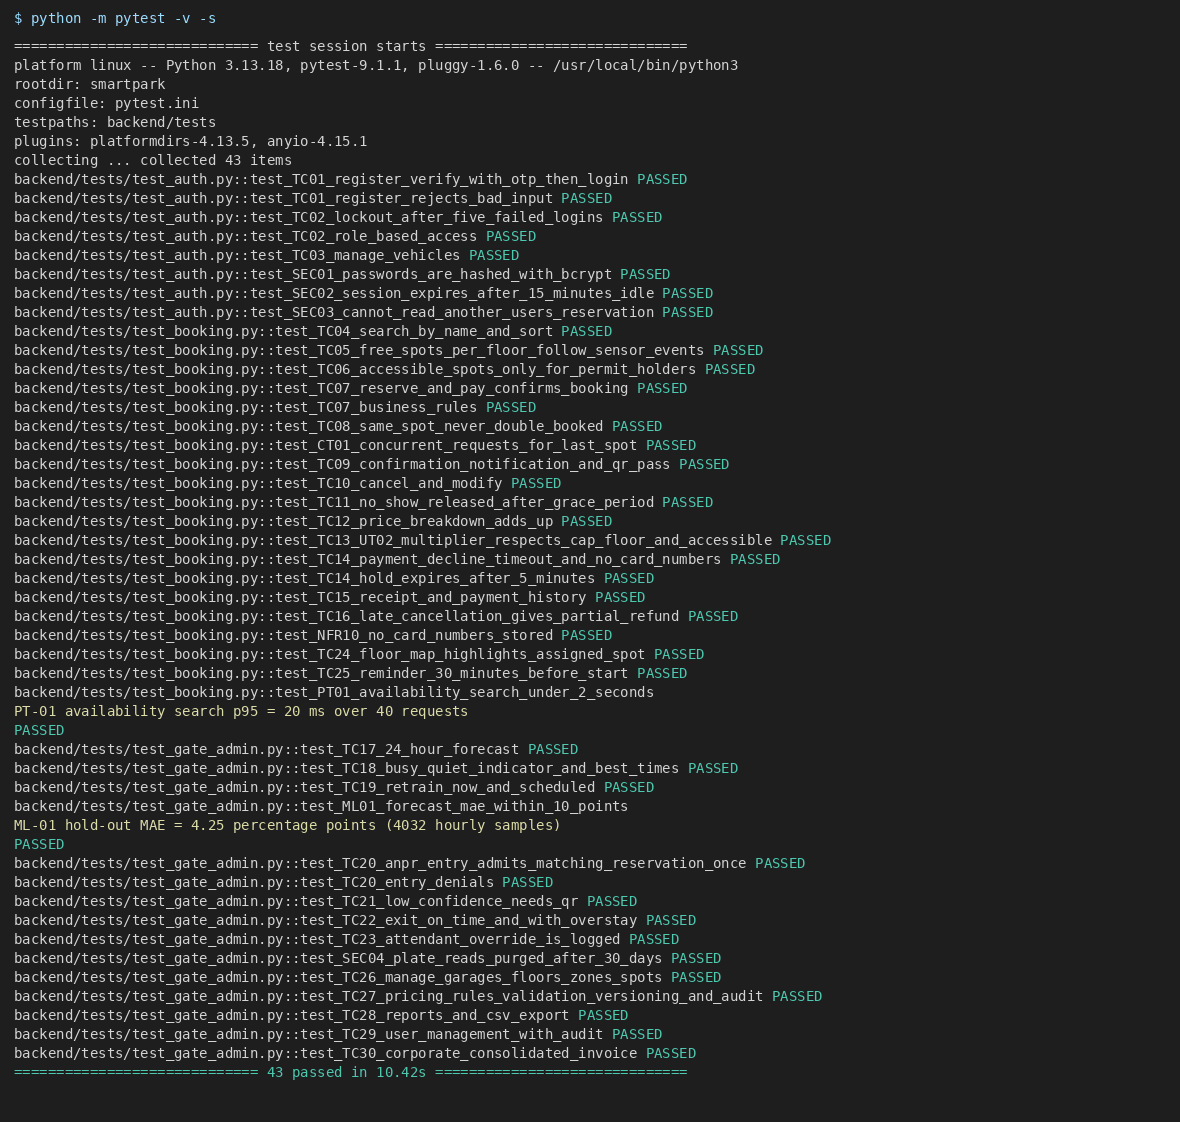 $ python -m pytest -v -s
============================= test session starts ==============================
platform linux -- Python 3.13.18, pytest-9.1.1, pluggy-1.6.0 -- /usr/local/bin/python3
rootdir: smartpark
configfile: pytest.ini
testpaths: backend/tests
plugins: platformdirs-4.13.5, anyio-4.15.1
collecting ... collected 43 items
backend/tests/test_auth.py::test_TC01_register_verify_with_otp_then_login PASSED
backend/tests/test_auth.py::test_TC01_register_rejects_bad_input PASSED
backend/tests/test_auth.py::test_TC02_lockout_after_five_failed_logins PASSED
backend/tests/test_auth.py::test_TC02_role_based_access PASSED
backend/tests/test_auth.py::test_TC03_manage_vehicles PASSED
backend/tests/test_auth.py::test_SEC01_passwords_are_hashed_with_bcrypt PASSED
backend/tests/test_auth.py::test_SEC02_session_expires_after_15_minutes_idle PASSED
backend/tests/test_auth.py::test_SEC03_cannot_read_another_users_reservation PASSED
backend/tests/test_booking.py::test_TC04_search_by_name_and_sort PASSED
backend/tests/test_booking.py::test_TC05_free_spots_per_floor_follow_sensor_events PASSED
backend/tests/test_booking.py::test_TC06_accessible_spots_only_for_permit_holders PASSED
backend/tests/test_booking.py::test_TC07_reserve_and_pay_confirms_booking PASSED
backend/tests/test_booking.py::test_TC07_business_rules PASSED
backend/tests/test_booking.py::test_TC08_same_spot_never_double_booked PASSED
backend/tests/test_booking.py::test_CT01_concurrent_requests_for_last_spot PASSED
backend/tests/test_booking.py::test_TC09_confirmation_notification_and_qr_pass PASSED
backend/tests/test_booking.py::test_TC10_cancel_and_modify PASSED
backend/tests/test_booking.py::test_TC11_no_show_released_after_grace_period PASSED
backend/tests/test_booking.py::test_TC12_price_breakdown_adds_up PASSED
backend/tests/test_booking.py::test_TC13_UT02_multiplier_respects_cap_floor_and_accessible PASSED
backend/tests/test_booking.py::test_TC14_payment_decline_timeout_and_no_card_numbers PASSED
backend/tests/test_booking.py::test_TC14_hold_expires_after_5_minutes PASSED
backend/tests/test_booking.py::test_TC15_receipt_and_payment_history PASSED
backend/tests/test_booking.py::test_TC16_late_cancellation_gives_partial_refund PASSED
backend/tests/test_booking.py::test_NFR10_no_card_numbers_stored PASSED
backend/tests/test_booking.py::test_TC24_floor_map_highlights_assigned_spot PASSED
backend/tests/test_booking.py::test_TC25_reminder_30_minutes_before_start PASSED
backend/tests/test_booking.py::test_PT01_availability_search_under_2_seconds
PT-01 availability search p95 = 20 ms over 40 requests
PASSED
backend/tests/test_gate_admin.py::test_TC17_24_hour_forecast PASSED
backend/tests/test_gate_admin.py::test_TC18_busy_quiet_indicator_and_best_times PASSED
backend/tests/test_gate_admin.py::test_TC19_retrain_now_and_scheduled PASSED
backend/tests/test_gate_admin.py::test_ML01_forecast_mae_within_10_points
ML-01 hold-out MAE = 4.25 percentage points (4032 hourly samples)
PASSED
backend/tests/test_gate_admin.py::test_TC20_anpr_entry_admits_matching_reservation_once PASSED
backend/tests/test_gate_admin.py::test_TC20_entry_denials PASSED
backend/tests/test_gate_admin.py::test_TC21_low_confidence_needs_qr PASSED
backend/tests/test_gate_admin.py::test_TC22_exit_on_time_and_with_overstay PASSED
backend/tests/test_gate_admin.py::test_TC23_attendant_override_is_logged PASSED
backend/tests/test_gate_admin.py::test_SEC04_plate_reads_purged_after_30_days PASSED
backend/tests/test_gate_admin.py::test_TC26_manage_garages_floors_zones_spots PASSED
backend/tests/test_gate_admin.py::test_TC27_pricing_rules_validation_versioning_and_audit PASSED
backend/tests/test_gate_admin.py::test_TC28_reports_and_csv_export PASSED
backend/tests/test_gate_admin.py::test_TC29_user_management_with_audit PASSED
backend/tests/test_gate_admin.py::test_TC30_corporate_consolidated_invoice PASSED
============================= 43 passed in 10.42s ==============================